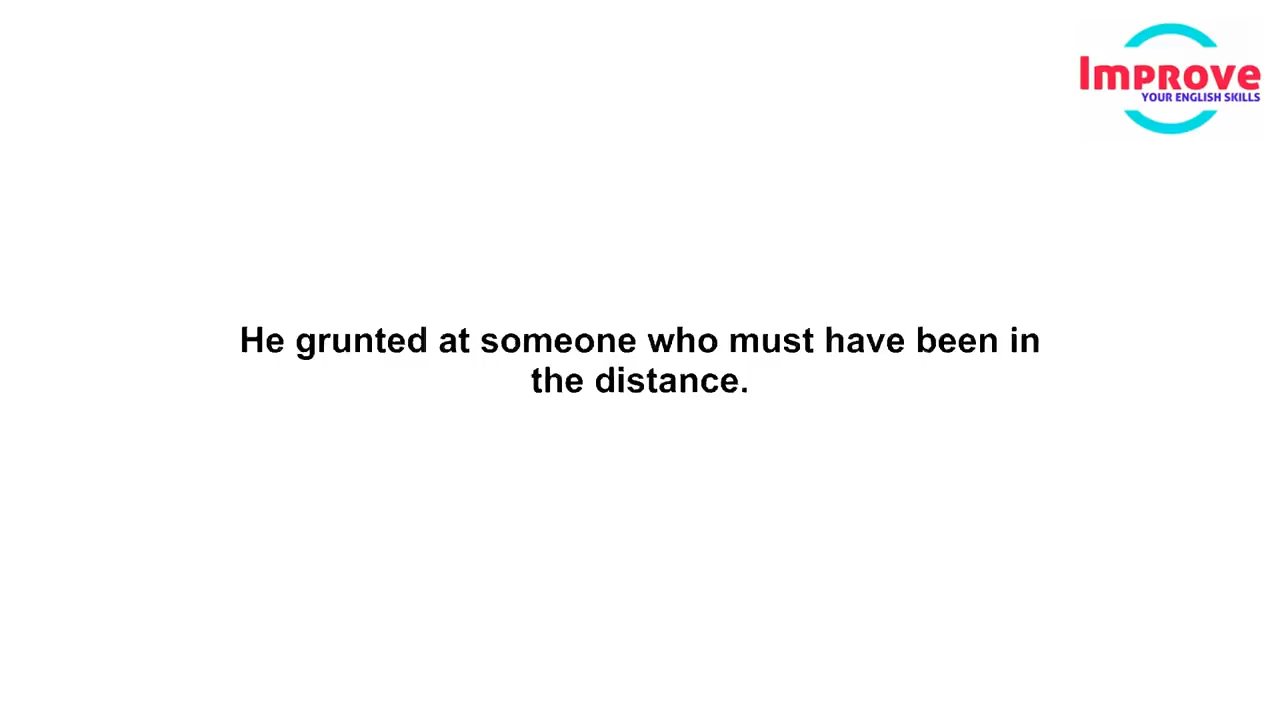 Improve
YOUR ENGLISH SKILLS
He grunted at someone who must have been in
the distance.